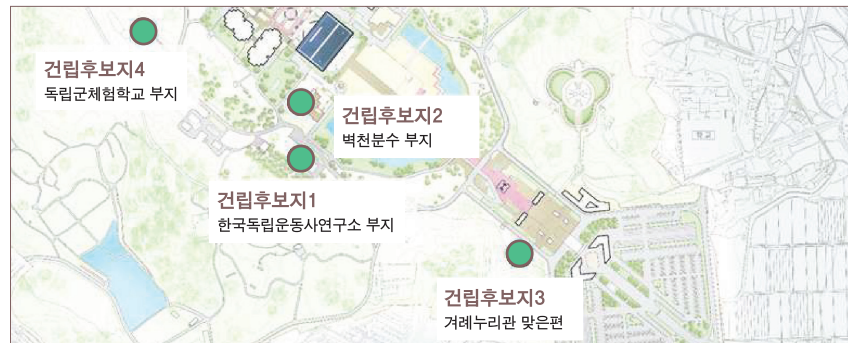 건립후보지4
독립군체험학교 부지
건립후보지2
벽천분수 부지
건립후보지1
한국독립운동사연구소 부지
건립후보지3
겨레누리관 맞은편